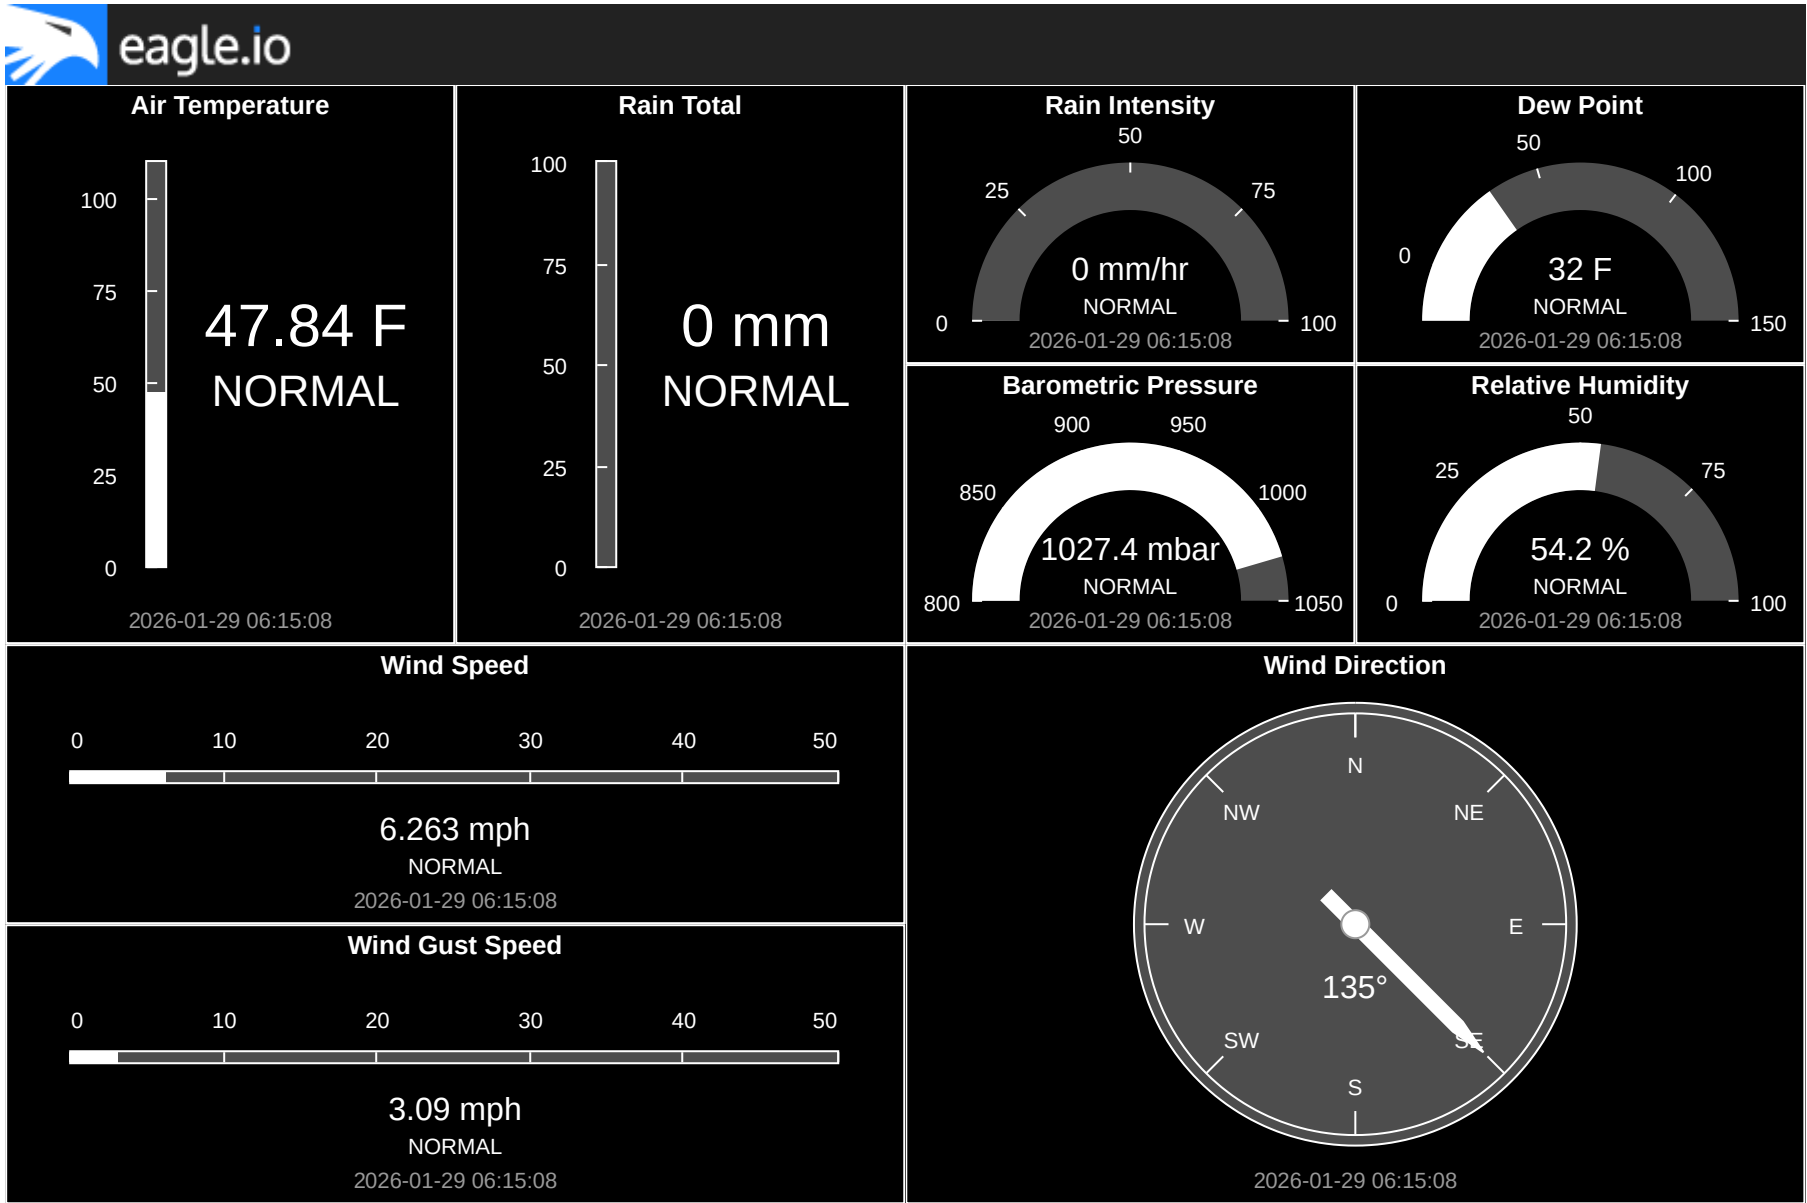 eagle.io
Air Temperature
100
75
50
25
0
47.84 F
NORMAL
2026-01-29 06:15:08
Rain Total
100
75
50
25
0
0 mm
NORMAL
2026-01-29 06:15:08
Rain Intensity
50
25
75
0
100
0 mm/hr
NORMAL
2026-01-29 06:15:08
Dew Point
50
100
0
150
32 F
NORMAL
2026-01-29 06:15:08
Barometric Pressure
900
950
850
1000
800
1050
1027.4 mbar
NORMAL
2026-01-29 06:15:08
Relative Humidity
50
25
75
0
100
54.2 %
NORMAL
2026-01-29 06:15:08
Wind Speed
0 10 20 30 40 50
6.263 mph
NORMAL
2026-01-29 06:15:08
Wind Gust Speed
0 10 20 30 40 50
3.09 mph
NORMAL
2026-01-29 06:15:08
Wind Direction
N
NW NE
W E
135°
SW SE
S
2026-01-29 06:15:08